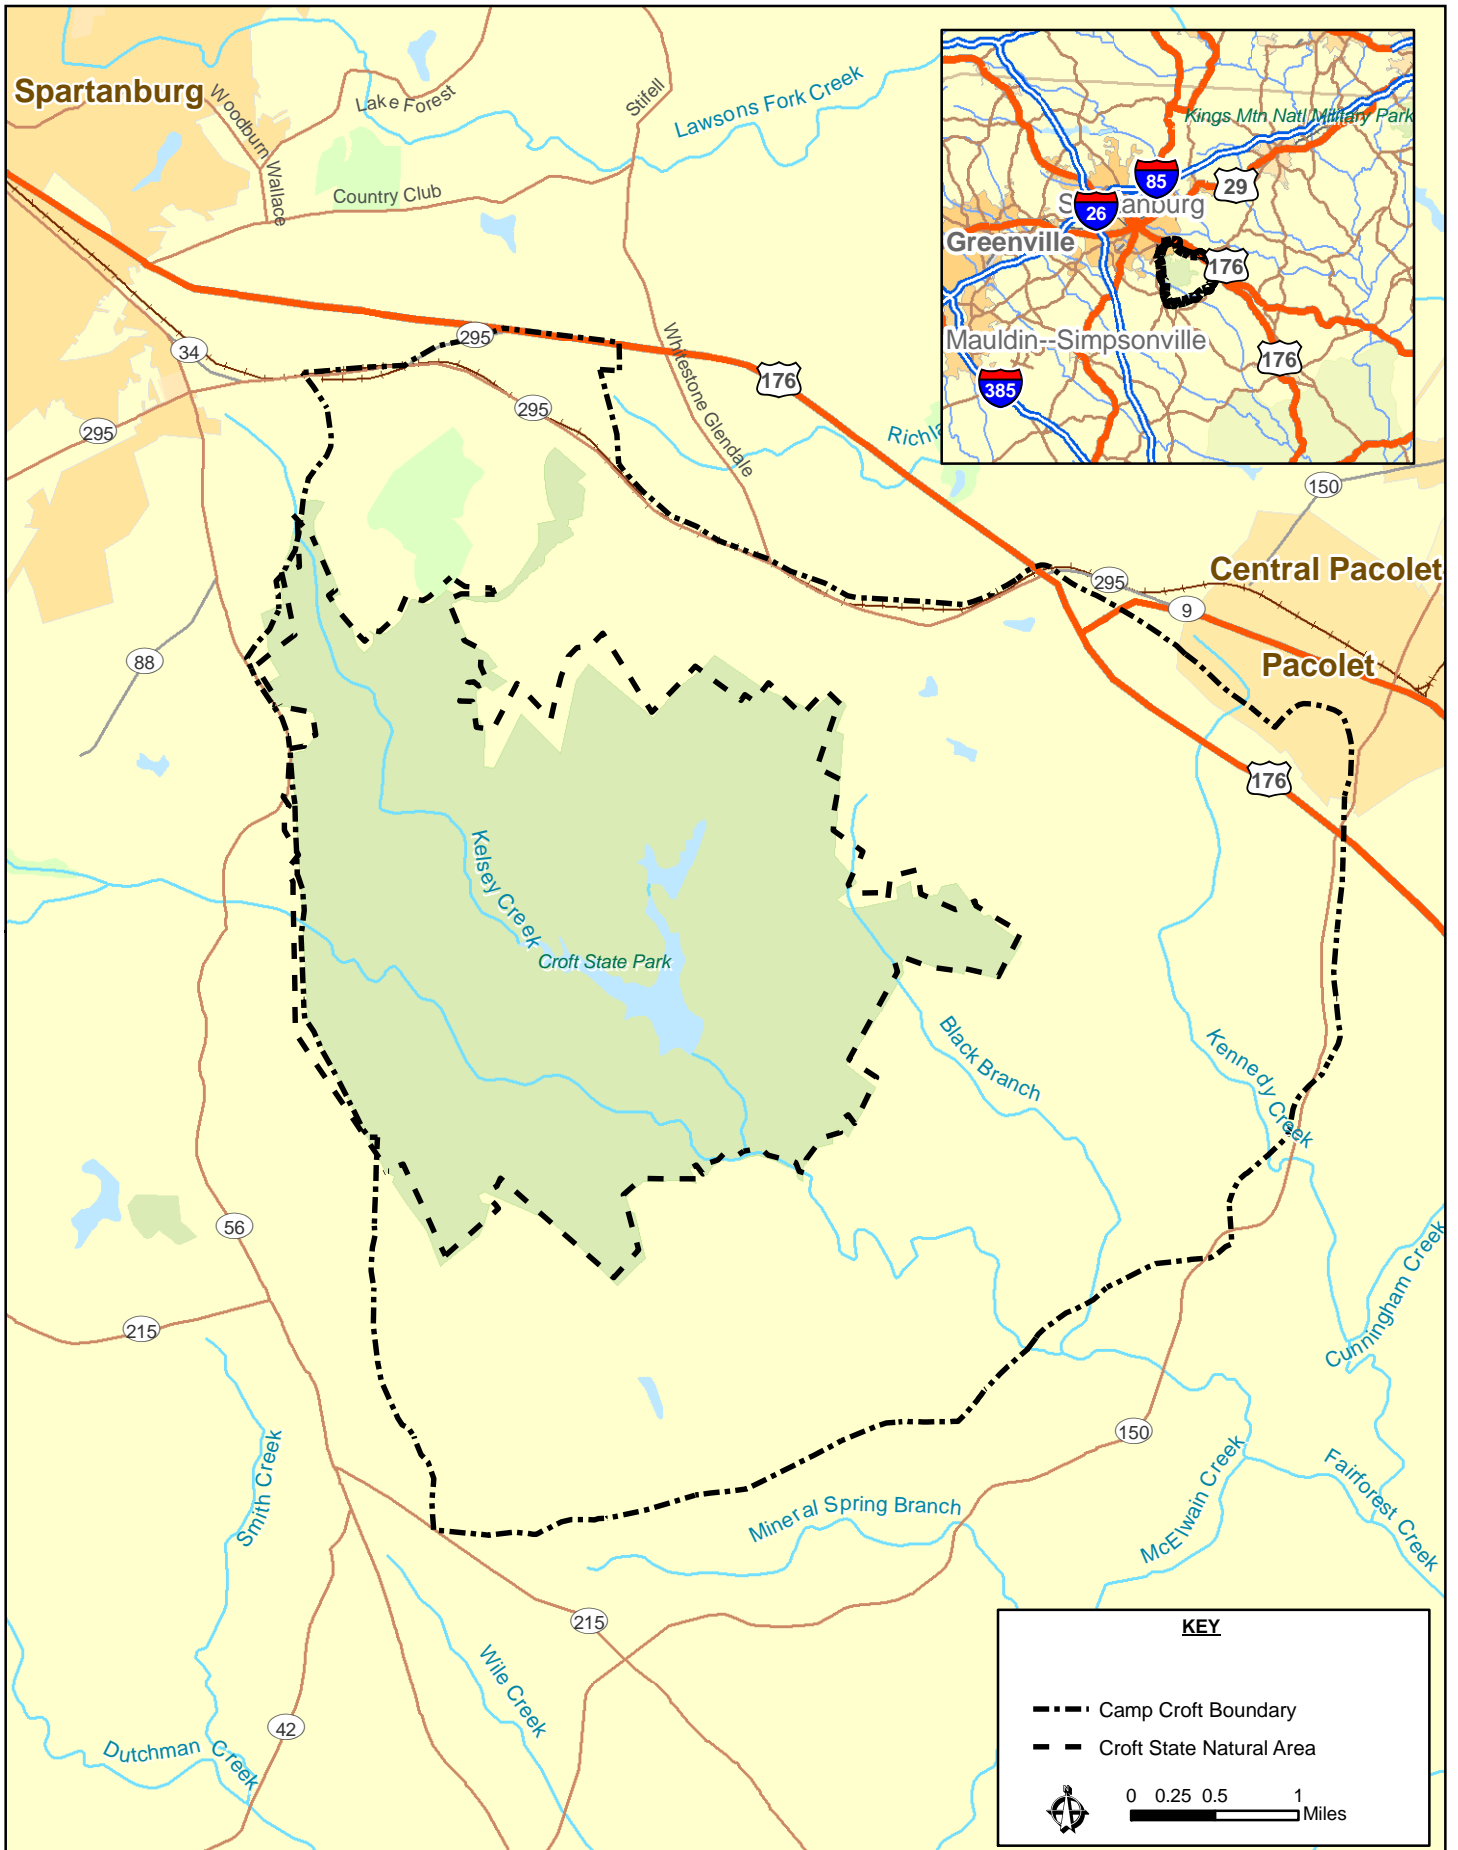 Spartanburg
Woodburn
Wallace
Lake Forest
Country Club
Stifell
Lawsons Fork Creek
Kings Mtn Natl Military Park
85
29
26
Greenville
176
Mauldin--Simpsonville
176
385
34
295
295
295
Whitestone Glendale
176
150
Central Pacolet
295
9
Pacolet
88
176
Kelsey Creek
Croft State Park
Black Branch
Kennedy Creek
56
215
Cunningham Creek
150
Smith Creek
Mineral Spring Branch
McElwain Creek
Fairforest Creek
215
Wile Creek
42
Dutchman Creek
KEY
Camp Croft Boundary
Croft State Natural Area
0 0.25 0.5 1
Miles